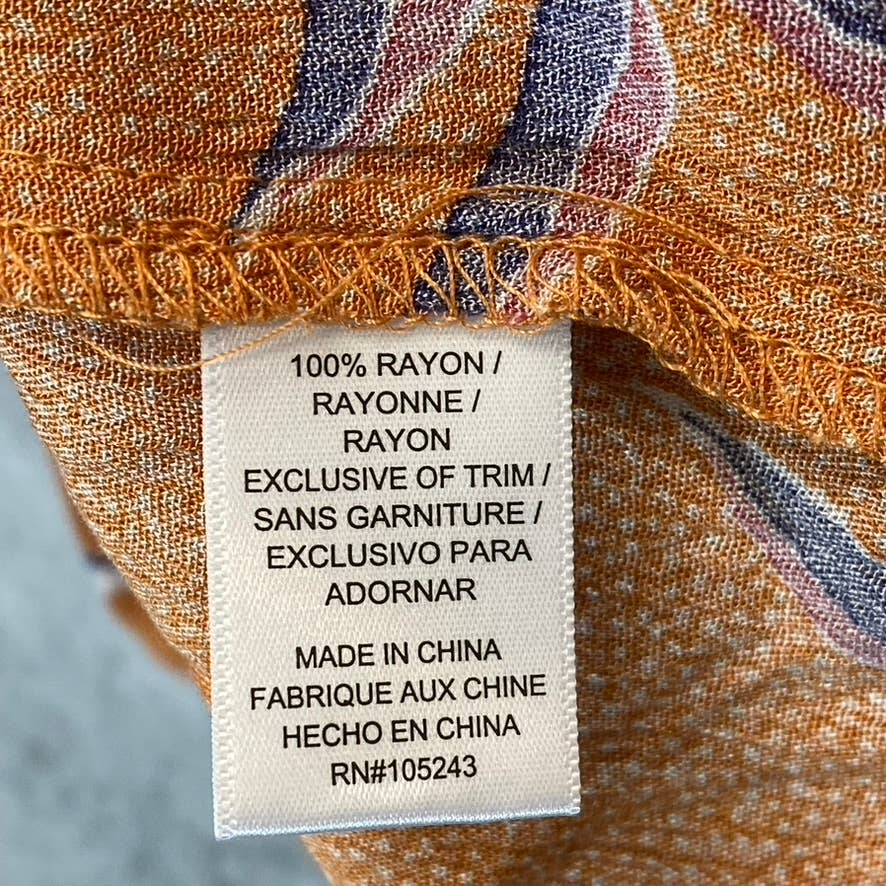 100% RAYON /
RAYONNE /
RAYON
EXCLUSIVE OF TRIM /
SANS GARNITURE /
EXCLUSIVO PARA
ADORNAR
MADE IN CHINA
FABRIQUE AUX CHINE
HECHO EN CHINA
RN#105243